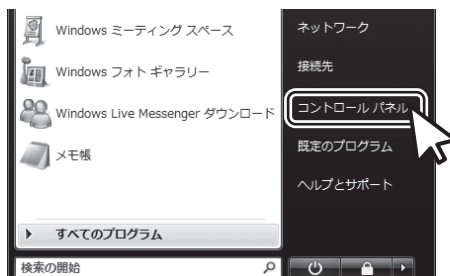 Windows ミーティング スペース
Windows フォト ギャラリー
Windows Live Messenger ダウンロード
メモ帳
すべてのプログラム
検索の開始
ネットワーク
接続先
コントロール パネル
既定のプログラム
ヘルプとサポート